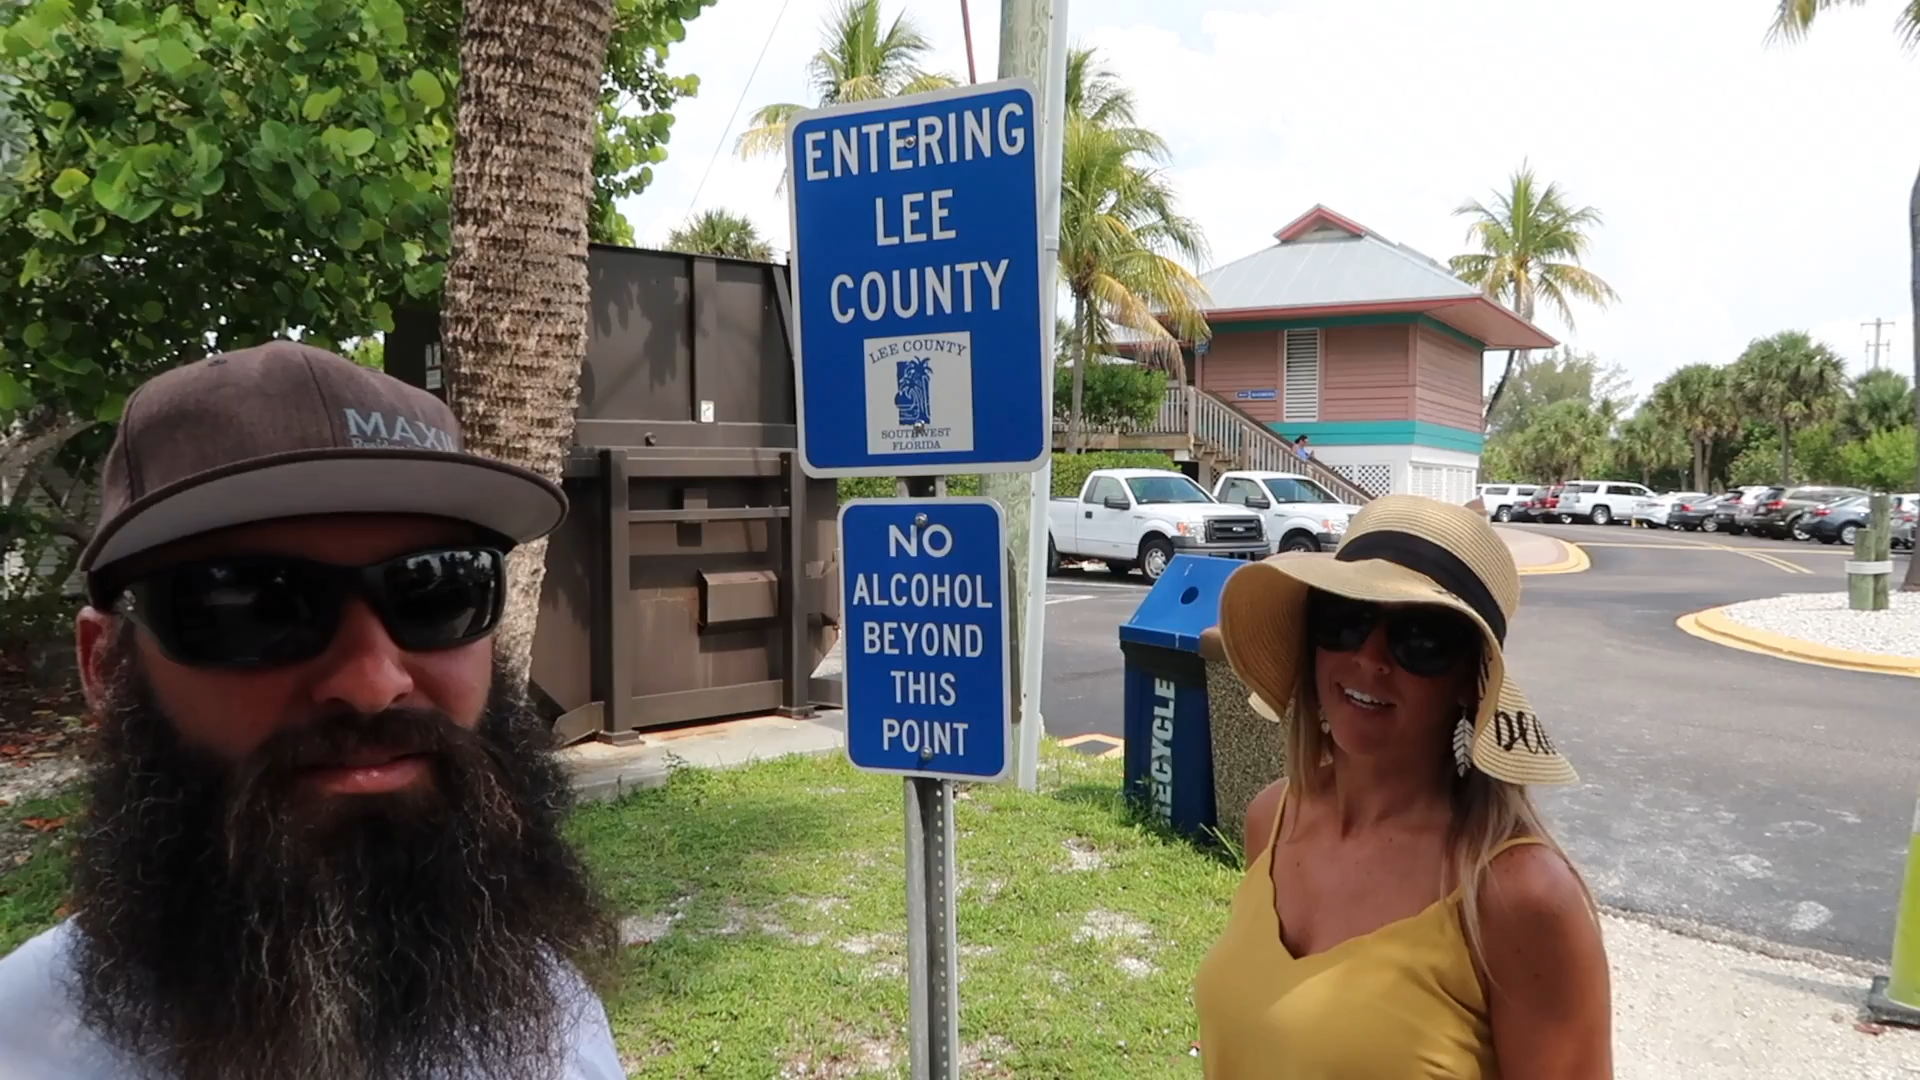 ENTERING
LEE
COUNTY
LEE COUNTY
SOUTHWEST
FLORIDA
NO
ALCOHOL
BEYOND
THIS
POINT
RECYCLE